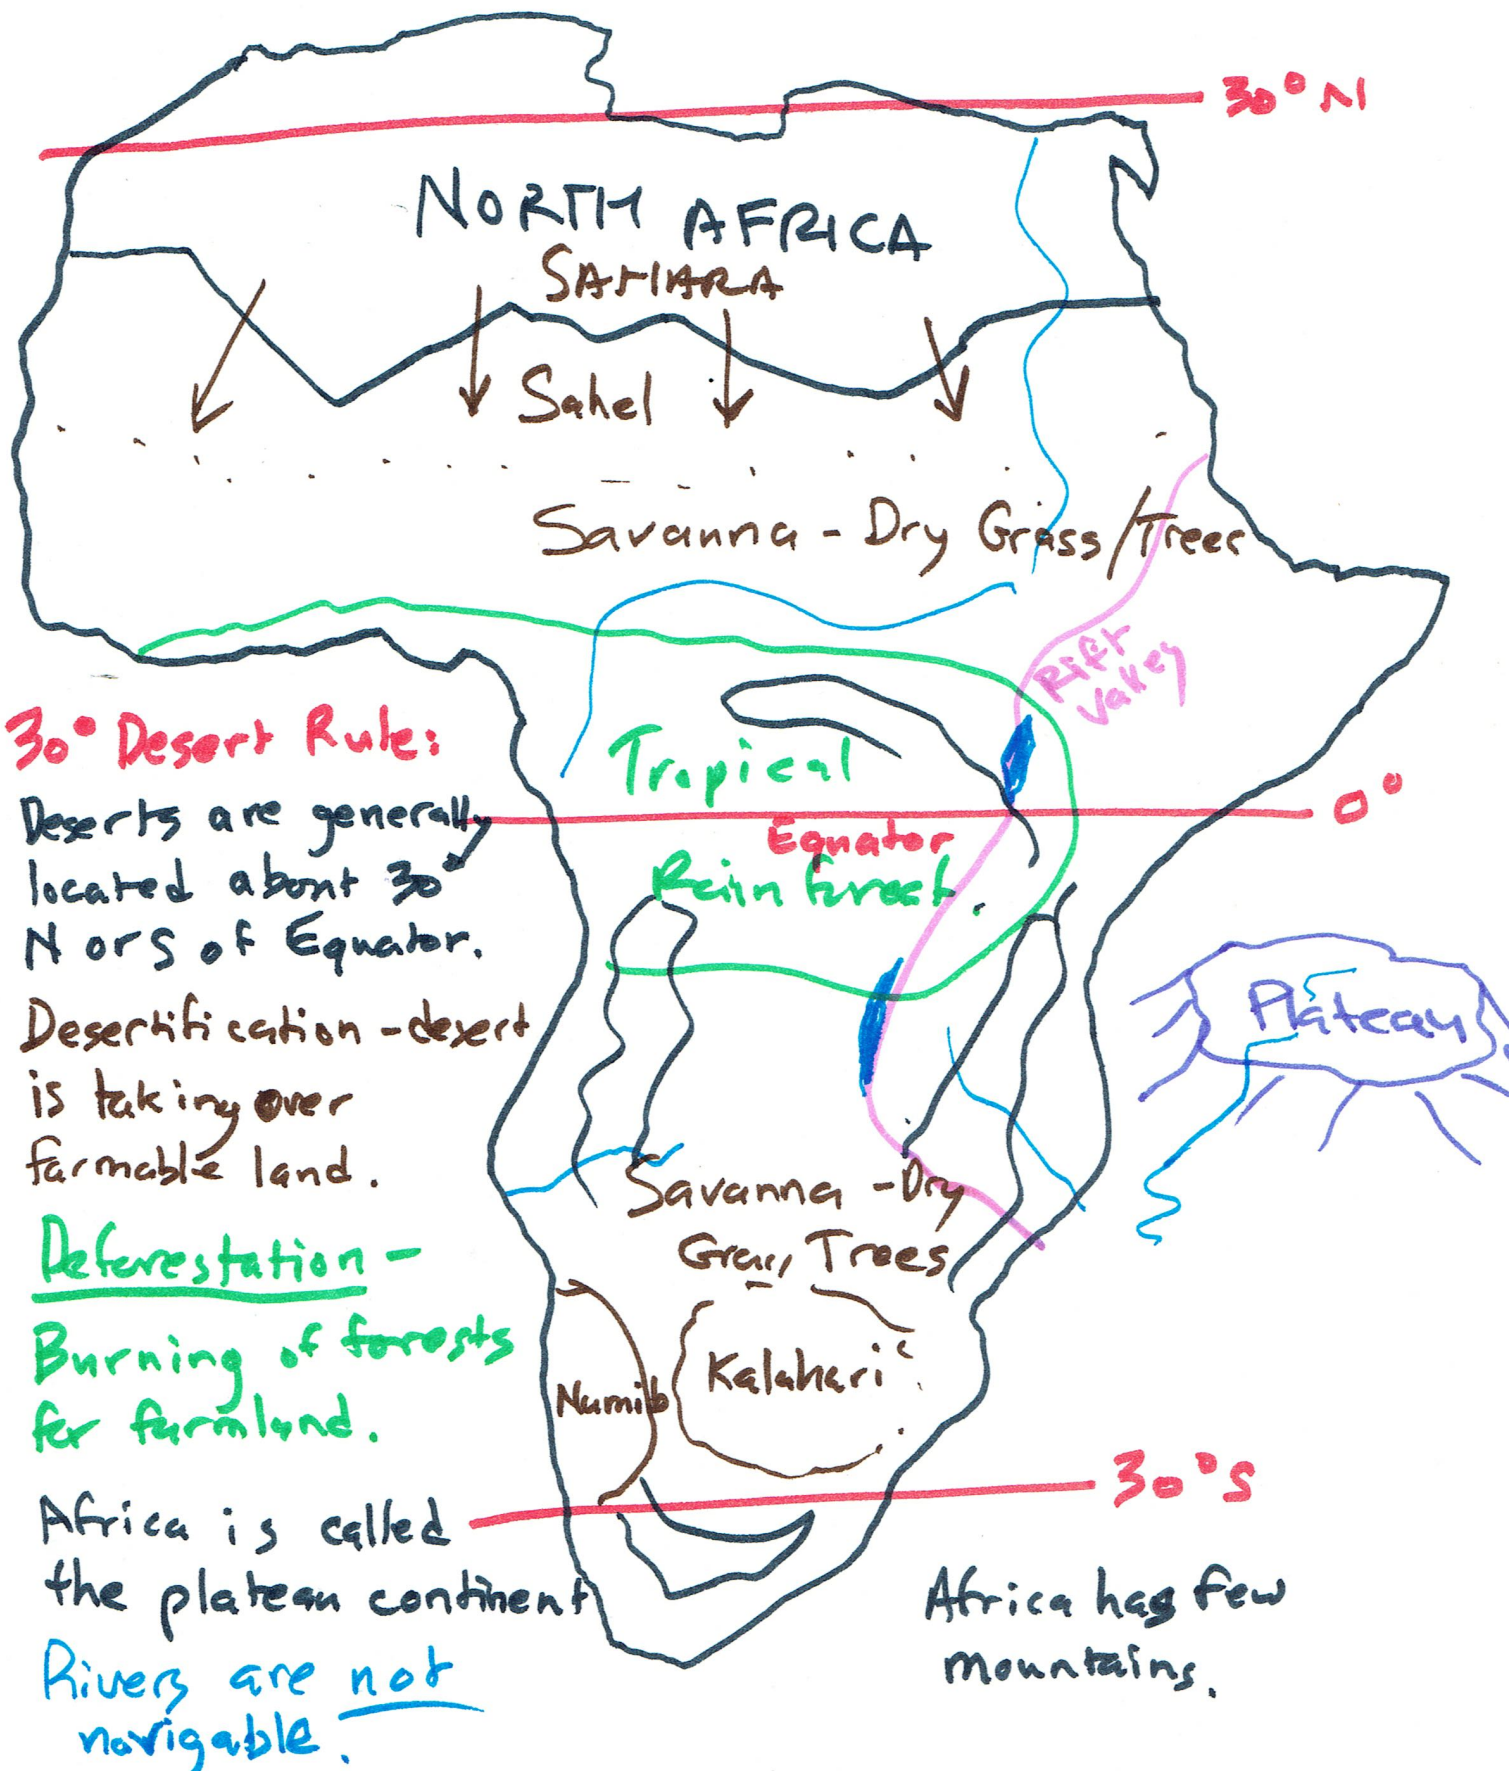 30° N
NORTH AFRICA
SAHARA
Sahel
Savanna - Dry Grass/Trees
Rift
Valley
30° Desert Rule:
Deserts are generally
located about 30°
N or S of Equator.
Tropical
0°
Equator
Rain forest.
Desertification - desert
is taking over
farmable land.
Plateau
Savanna - Dry
Grass, Trees
Deforestation -
Burning of forests
for farmland.
Namib
Kalahari
30° S
Africa is called
the plateau continent
Rivers are not
navigable.
Africa has few
mountains.